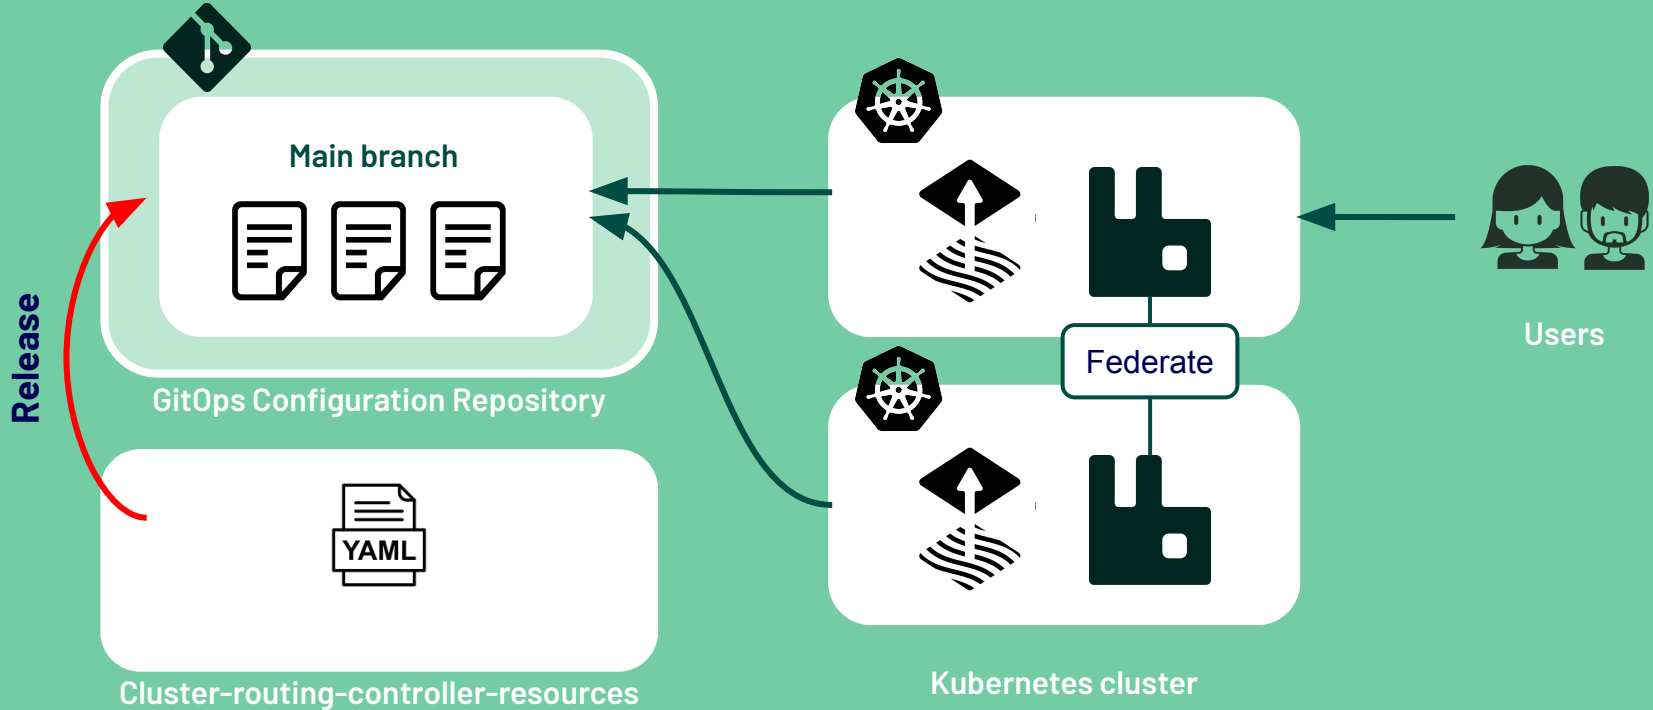 Main branch
Release
GitOps Configuration Repository
YAML
Cluster-routing-controller-resources
Federate
Kubernetes cluster
Users